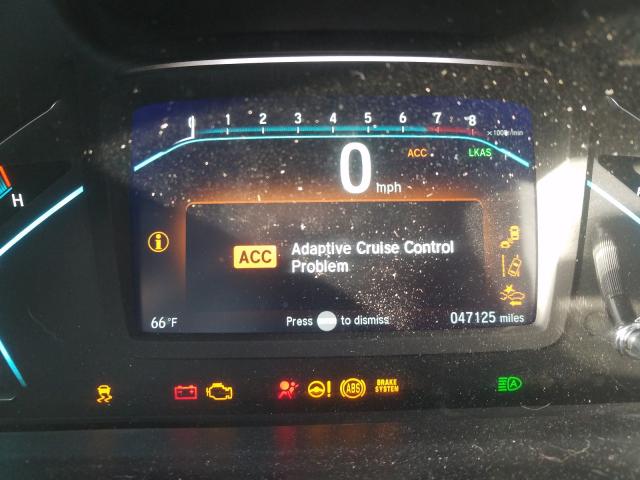 0 1 2 3 4 5 6 7 8
x1000r/min
0 mph
ACC LKAS
H
i
ACC Adaptive Cruise Control
Problem
66°F Press to dismiss 047125 miles
! ABS BRAKE
SYSTEM
A